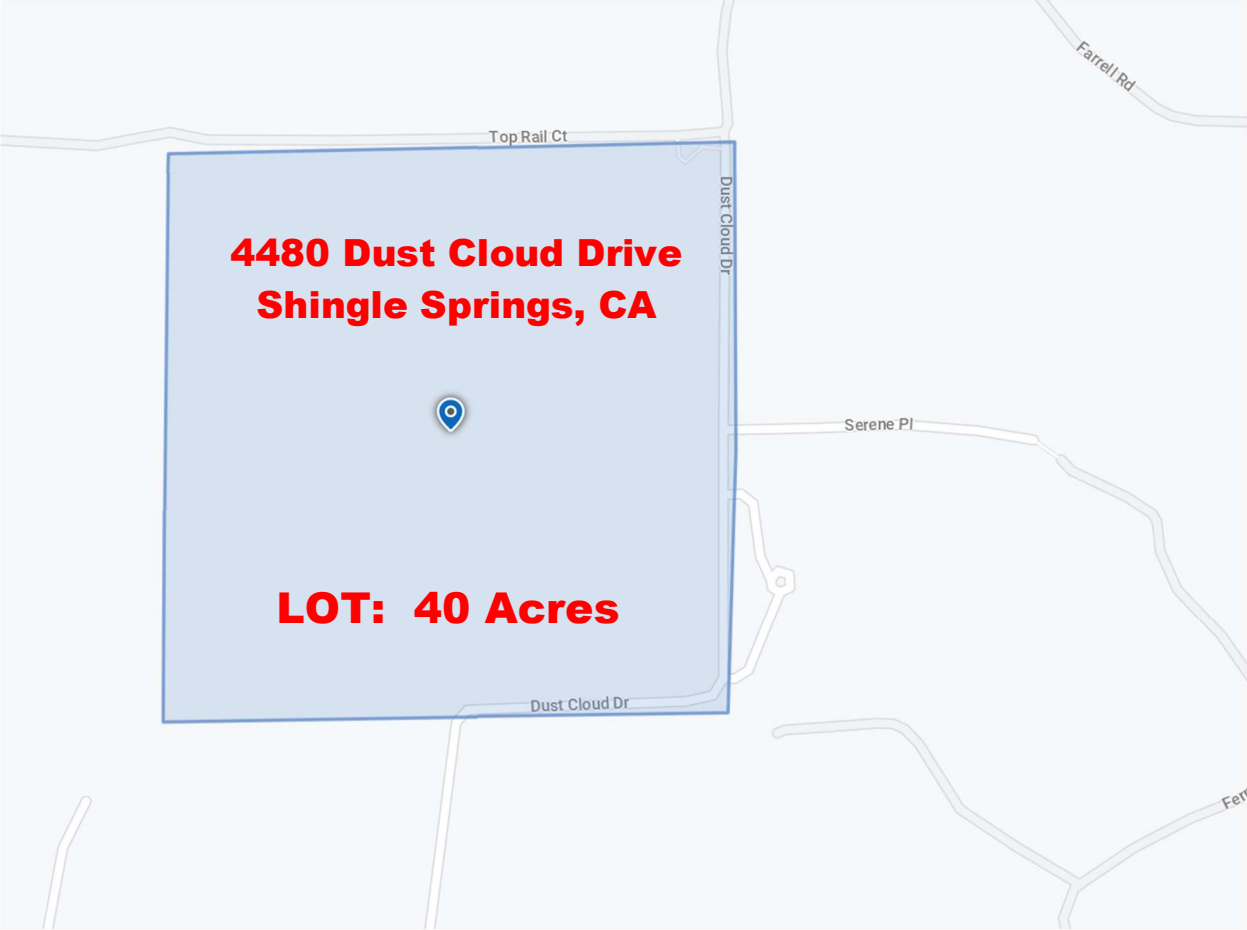 Farrell Rd
Top Rail Ct
Dust Cloud Dr
4480 Dust Cloud Drive
Shingle Springs, CA
Serene Pl
LOT: 40 Acres
Dust Cloud Dr